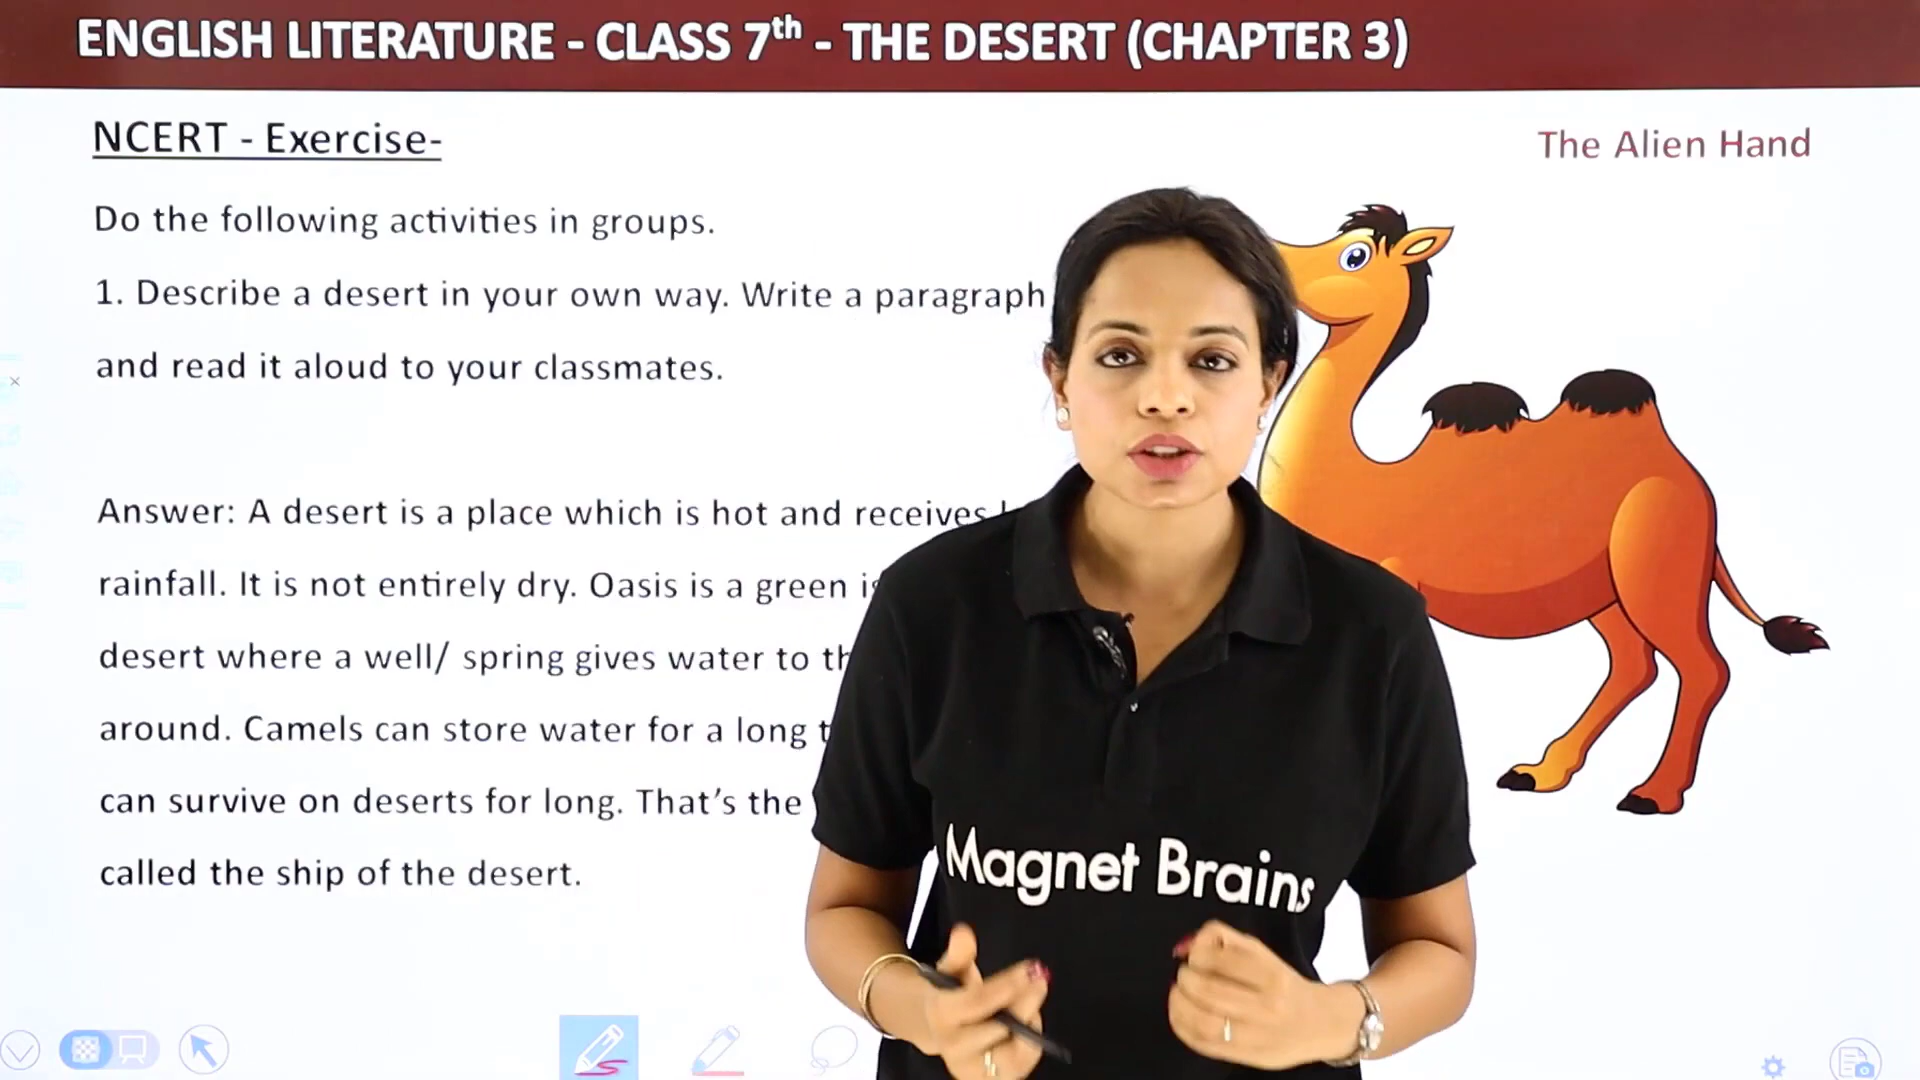 ENGLISH LITERATURE - CLASS 7th - THE DESERT (CHAPTER 3)
NCERT - Exercise-
The Alien Hand
Do the following activities in groups.
1. Describe a desert in your own way. Write a paragraph
and read it aloud to your classmates.
Answer: A desert is a place which is hot and receives
rainfall. It is not entirely dry. Oasis is a green
desert where a well/ spring gives water to
around. Camels can store water for a long
can survive on deserts for long. That's the
called the ship of the desert.
Magnet Brains